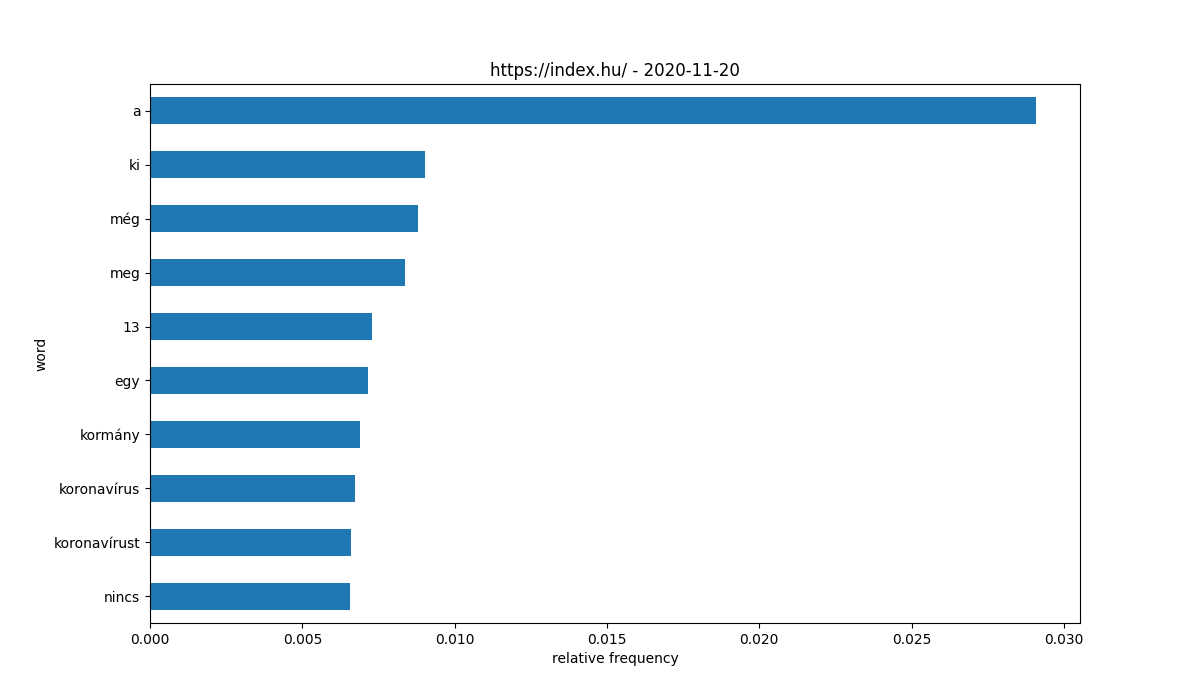 https://index.hu/ - 2020-11-20
a
ki
még
meg
13
egy
kormány
koronavírus
koronavírust
nincs
word
0.000 0.005 0.010 0.015 0.020 0.025 0.030
relative frequency